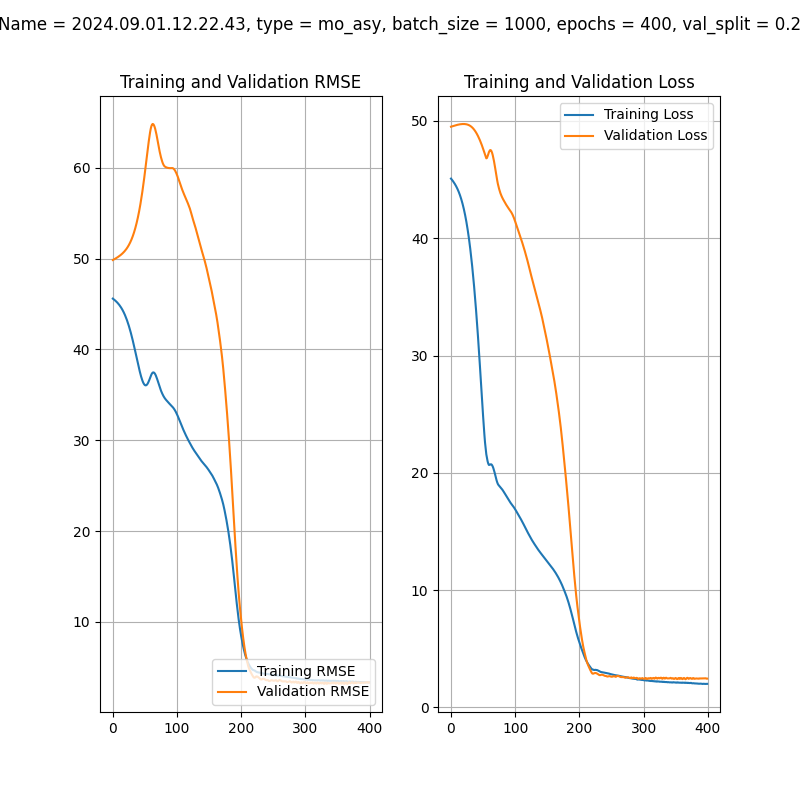 Name = 2024.09.01.12.22.43, type = mo_asy, batch_size = 1000, epochs = 400, val_split = 0.2
Training and Validation RMSE
60
50
40
30
20
10
0 100 200 300 400
Training RMSE
Validation RMSE
Training and Validation Loss
Training Loss
Validation Loss
50
40
30
20
10
0
0 100 200 300 400